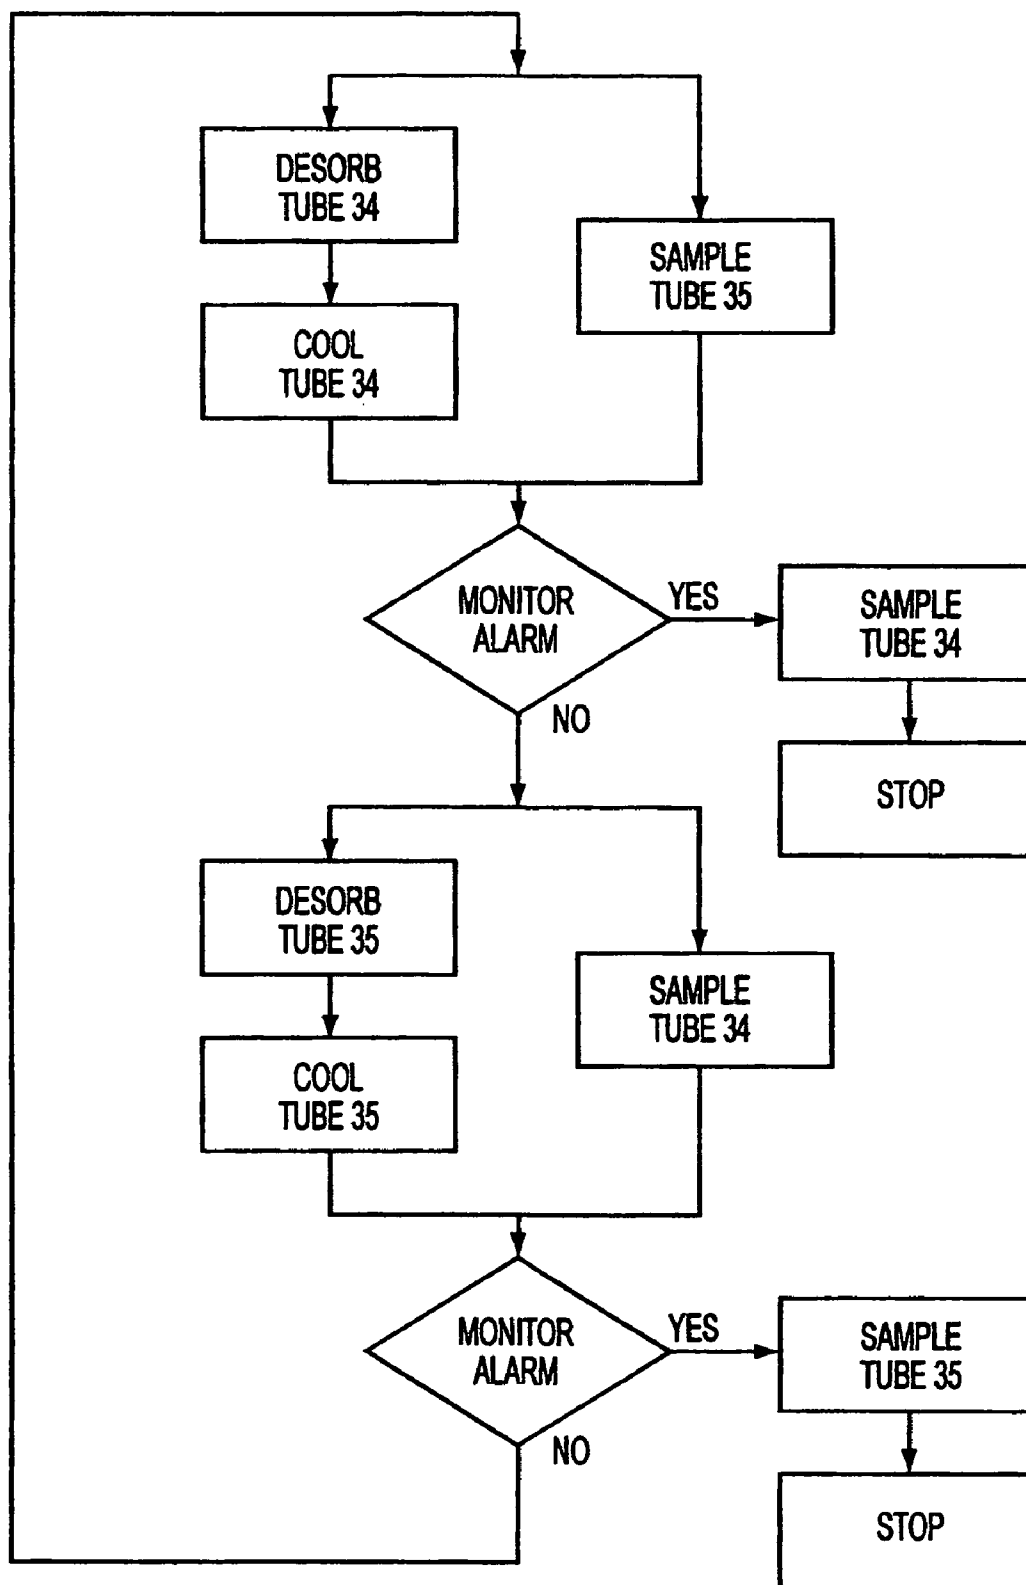 DESORB
TUBE 34
SAMPLE
TUBE 35
COOL
TUBE 34
MONITOR
ALARM
YES
SAMPLE
TUBE 34
NO
STOP
DESORB
TUBE 35
SAMPLE
TUBE 34
COOL
TUBE 35
MONITOR
ALARM
YES
SAMPLE
TUBE 35
NO
STOP